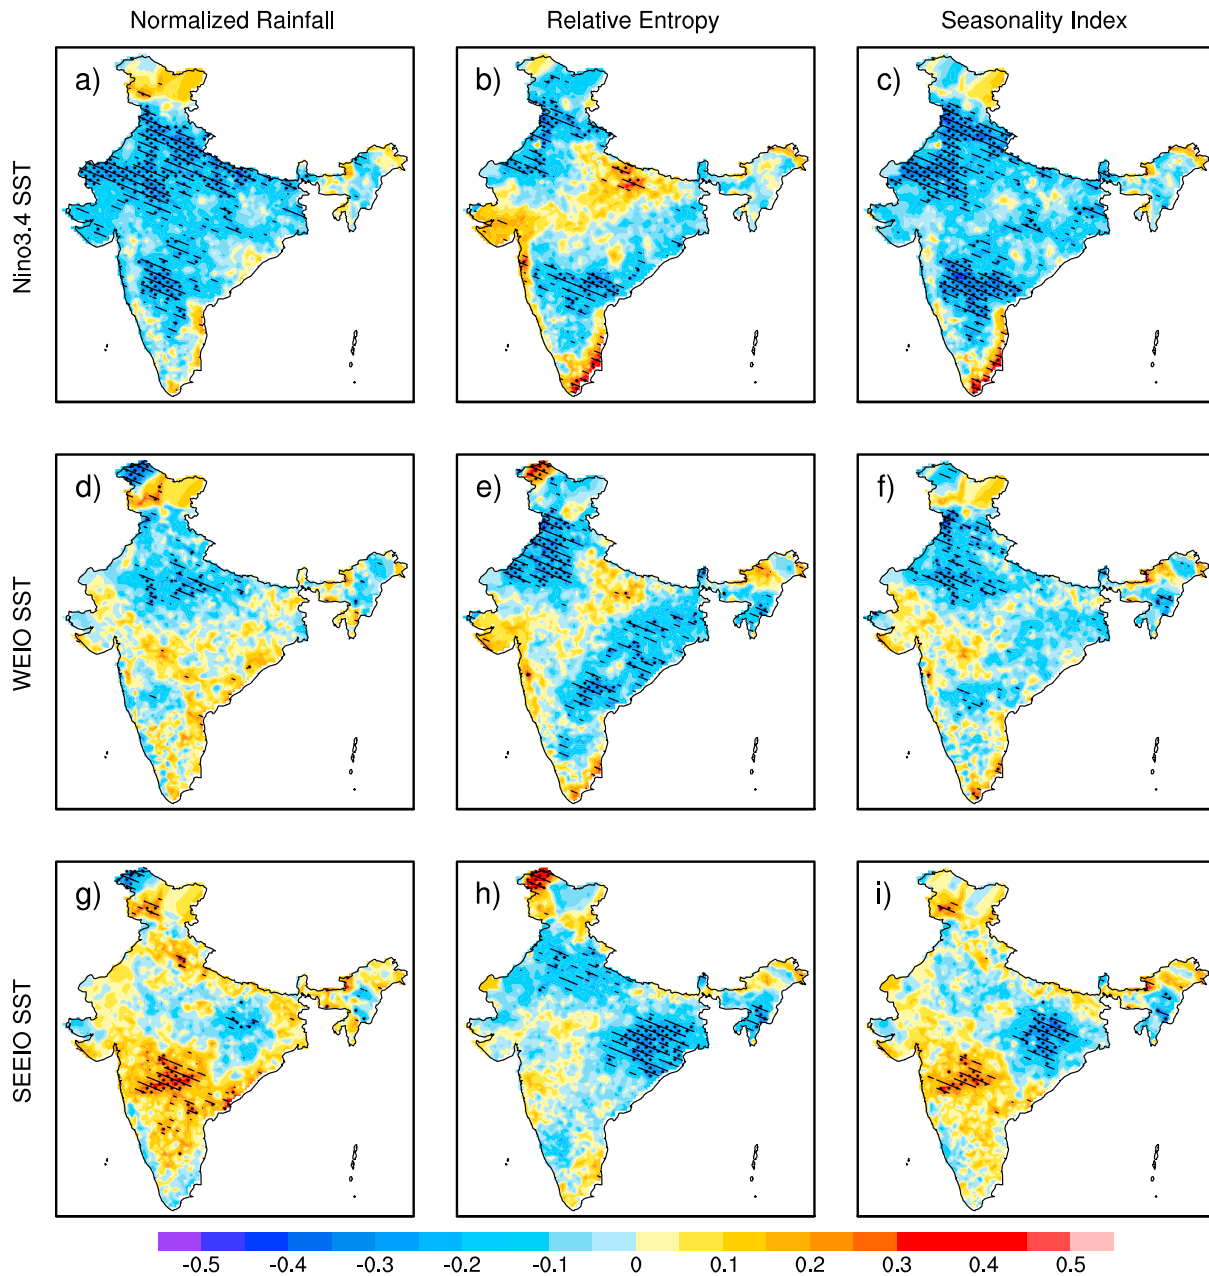 Normalized Rainfall Relative Entropy Seasonality Index
Nino3.4 SST
a) b) c)
WEIO SST
d) e) f)
SEEIO SST
g) h) i)
-0.5 -0.4 -0.3 -0.2 -0.1 0 0.1 0.2 0.3 0.4 0.5